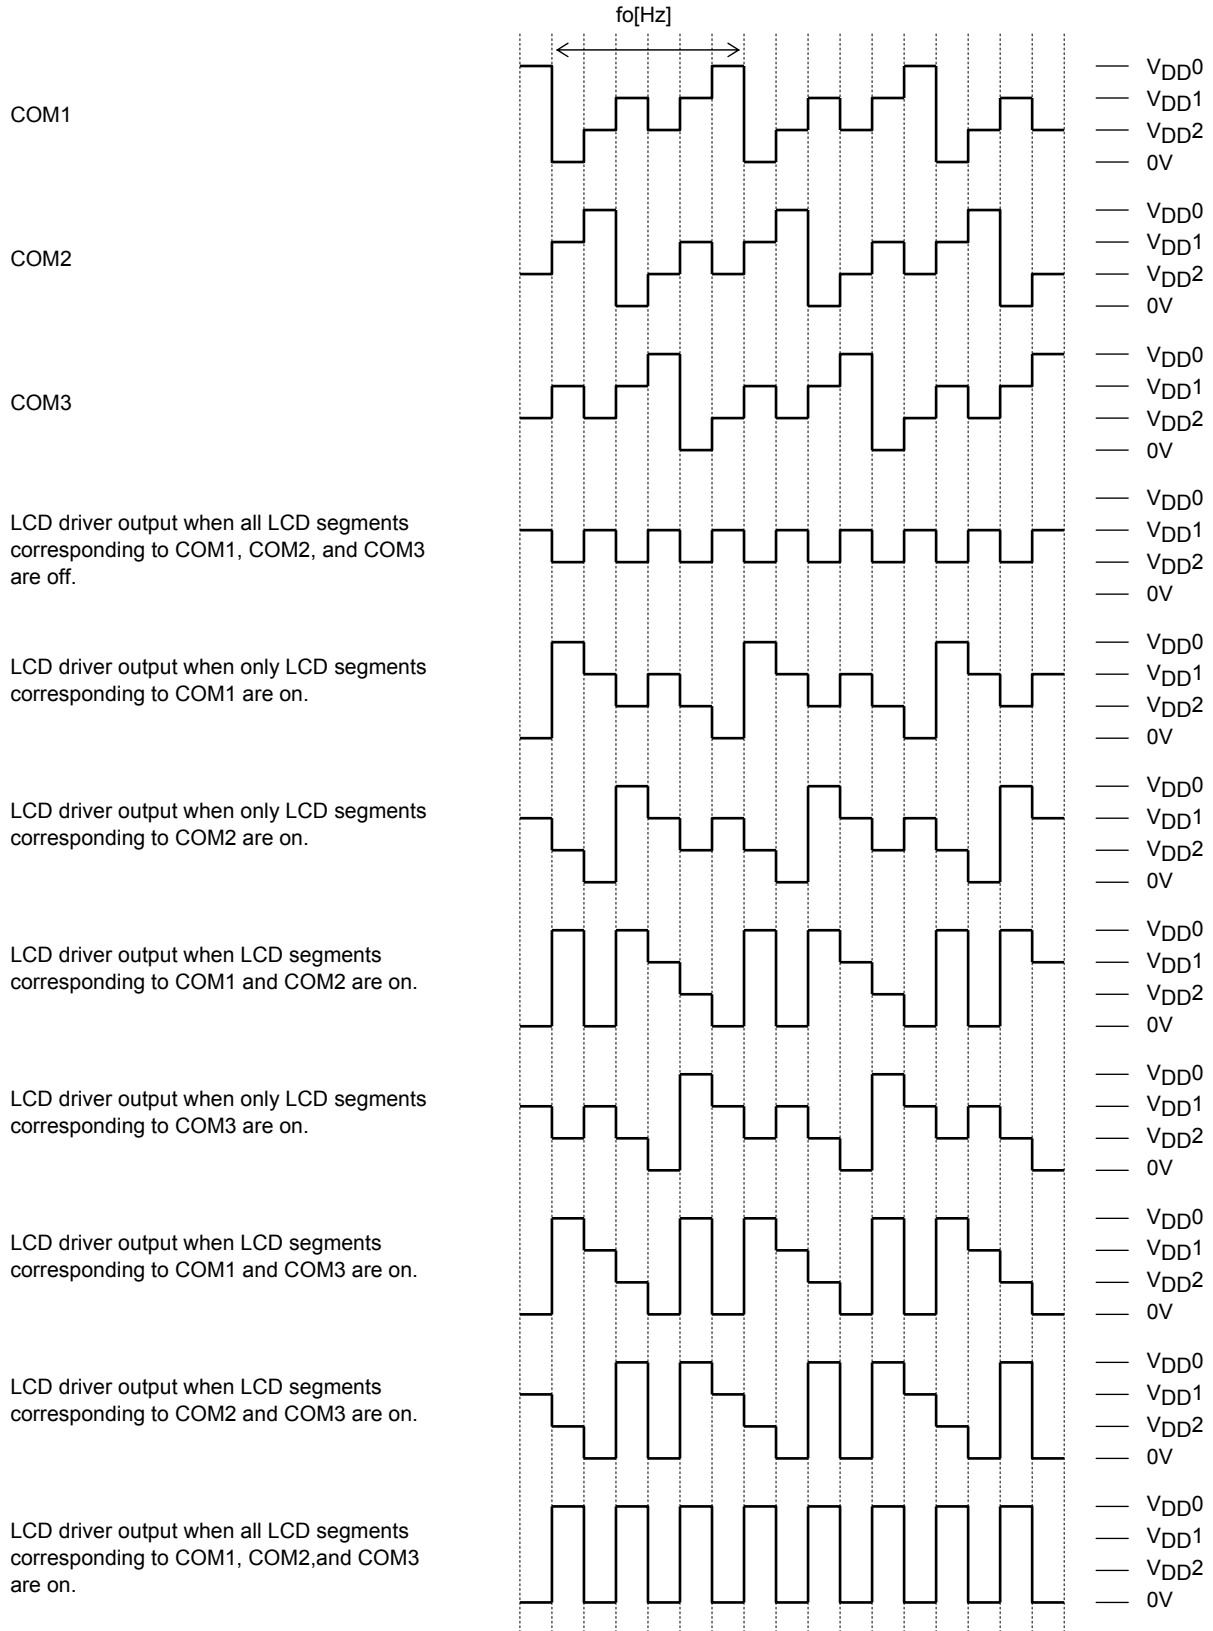 fo[Hz]
COM1
VDD0
VDD1
VDD2
0V
COM2
VDD0
VDD1
VDD2
0V
COM3
VDD0
VDD1
VDD2
0V
LCD driver output when all LCD segments
corresponding to COM1, COM2, and COM3
are off.
VDD0
VDD1
VDD2
0V
LCD driver output when only LCD segments
corresponding to COM1 are on.
VDD0
VDD1
VDD2
0V
LCD driver output when only LCD segments
corresponding to COM2 are on.
VDD0
VDD1
VDD2
0V
LCD driver output when LCD segments
corresponding to COM1 and COM2 are on.
VDD0
VDD1
VDD2
0V
LCD driver output when only LCD segments
corresponding to COM3 are on.
VDD0
VDD1
VDD2
0V
LCD driver output when LCD segments
corresponding to COM1 and COM3 are on.
VDD0
VDD1
VDD2
0V
LCD driver output when LCD segments
corresponding to COM2 and COM3 are on.
VDD0
VDD1
VDD2
0V
LCD driver output when all LCD segments
corresponding to COM1, COM2,and COM3
are on.
VDD0
VDD1
VDD2
0V